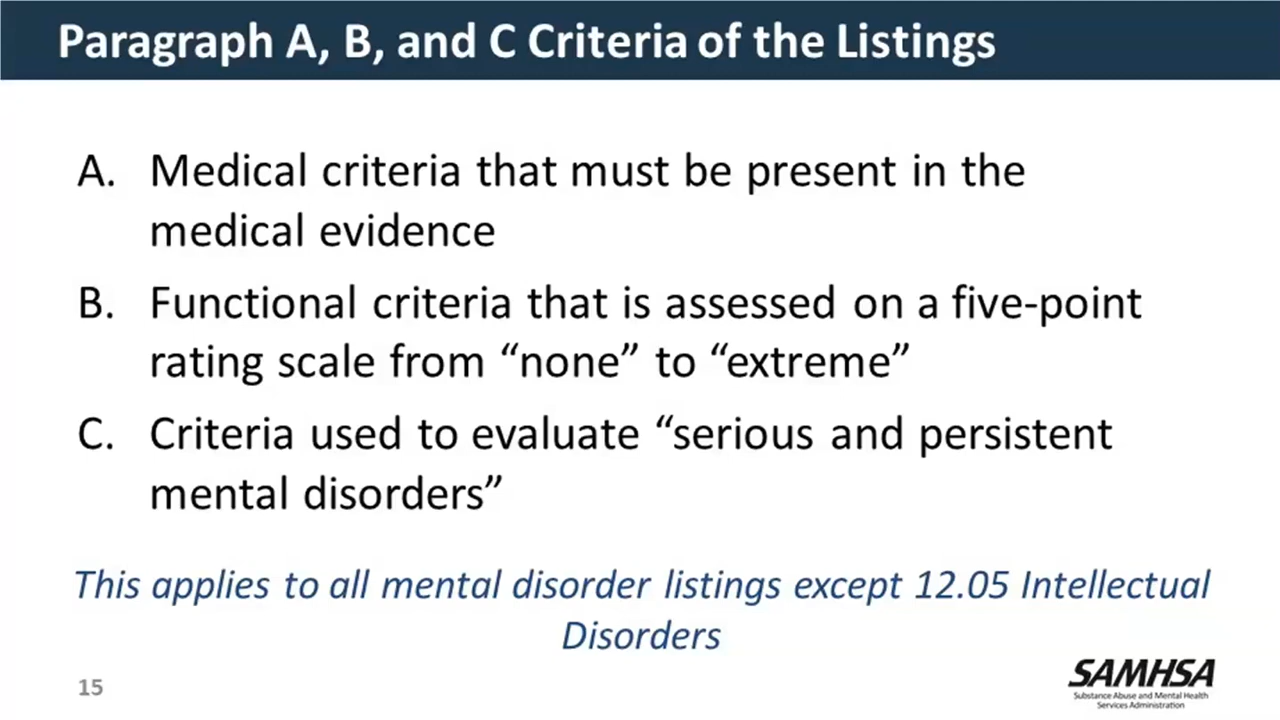 Paragraph A, B, and C Criteria of the Listings
A. Medical criteria that must be present in the
medical evidence
B. Functional criteria that is assessed on a five-point
rating scale from “none” to “extreme”
C. Criteria used to evaluate “serious and persistent
mental disorders”
This applies to all mental disorder listings except 12.05 Intellectual
Disorders
15
SAMHSA
Substance Abuse and Mental Health
Services Administration